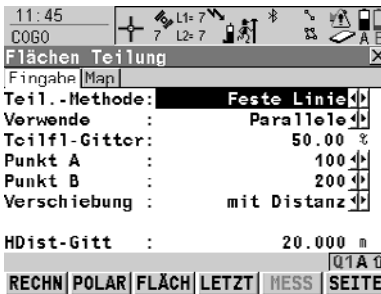 11:45
COGO
L1= 7
7 L2= 7
A B
Flächen Teilung X
Eingabe Map
Teil.-Methode: Feste Linie
Verwende : Parallele
Teilfl-Gitter: 50.00 %
Punkt A : 100
Punkt B : 200
Verschiebung : mit Distanz
HDist-Gitt : 20.000 m
Q1A⇧
RECHN POLAR FLÄCH LETZT MESS SEITE